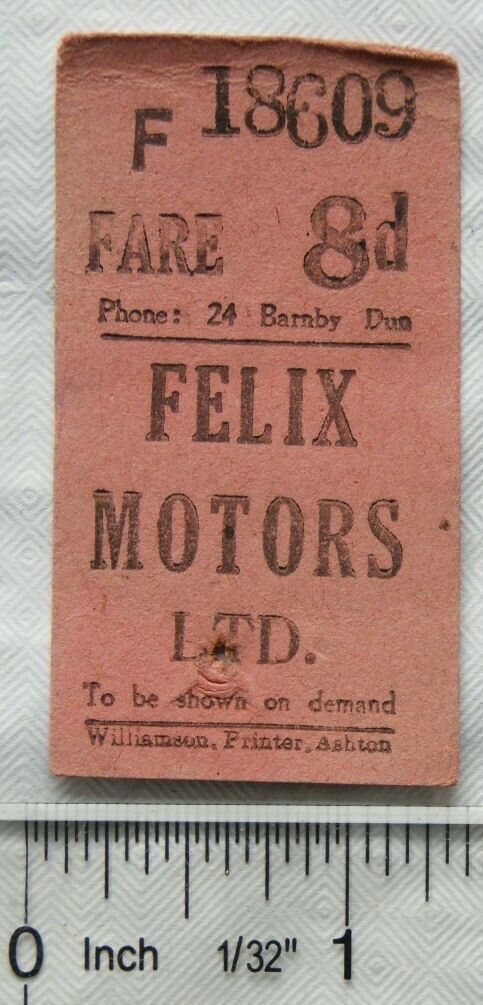 18609
F
FARE 8d
Phone: 24 Barnby Dun
FELIX
MOTORS
LTD.
To be shown on demand
Williamson, Printer, Ashton
0 Inch 1/32" 1